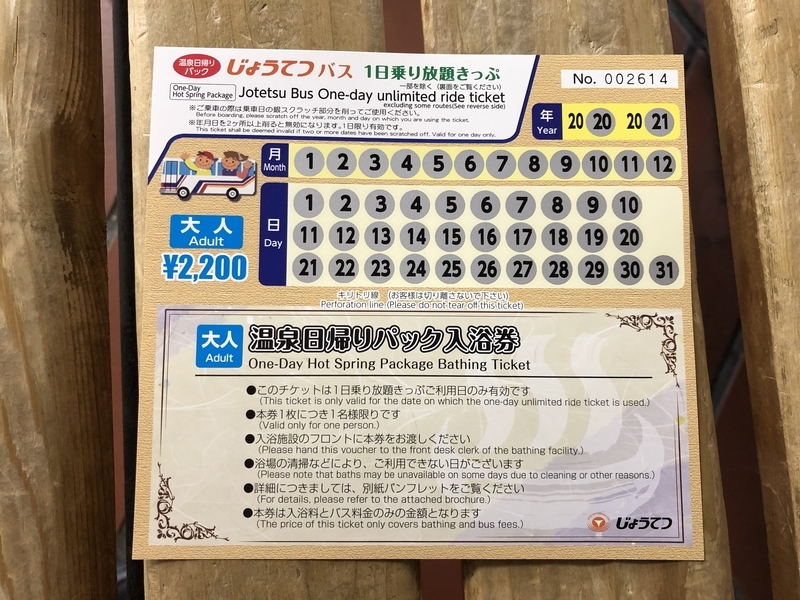 温泉日帰り
パック
じょうてつバス 1日乗り放題きっぷ
一部を除く(裏面をご覧ください)
One-Day
Hot Spring Package
Jotetsu Bus One-day unlimited ride ticket
excluding some routes(See reverse side)
No. 002614
※ご乗車の際は乗車日の銀スクラッチ部分を削ってご使用ください。
Before boarding, please scratch off the year, month and day on which you are using the ticket.
※年月日を2ヶ所以上削ると無効になります。1日限り有効です。
This ticket shall be deemed invalid if two or more dates have been scratched off. Valid for one day only.
年
Year
20 20 20 21
月
Month
1 2 3 4 5 6 7 8 9 10 11 12
大人
Adult
¥2,200
日
Day
1 2 3 4 5 6 7 8 9 10
11 12 13 14 15 16 17 18 19 20
21 22 23 24 25 26 27 28 29 30 31
キリトリ線 (お客様は切り離さないで下さい)
Perforation line (Please do not tear off this ticket)
大人
Adult
温泉日帰りパック入浴券
One-Day Hot Spring Package Bathing Ticket
●このチケットは1日乗り放題きっぷご利用日のみ有効です
(This ticket is only valid for the date on which the one-day unlimited ride ticket is used.)
●本券1枚につき1名様限りです
(Valid only for one person.)
●入浴施設のフロントに本券をお渡しください
(Please hand this voucher to the front desk clerk of the bathing facility.)
●浴場の清掃などにより、ご利用できない日がございます
(Please note that baths may be unavailable on some days due to cleaning or other reasons.)
●詳細につきましては、別紙パンフレットをご覧ください
(For details, please refer to the attached brochure.)
●本券は入浴料とバス料金のみの金額となります
(The price of this ticket only covers bathing and bus fees.)
じょうてつ